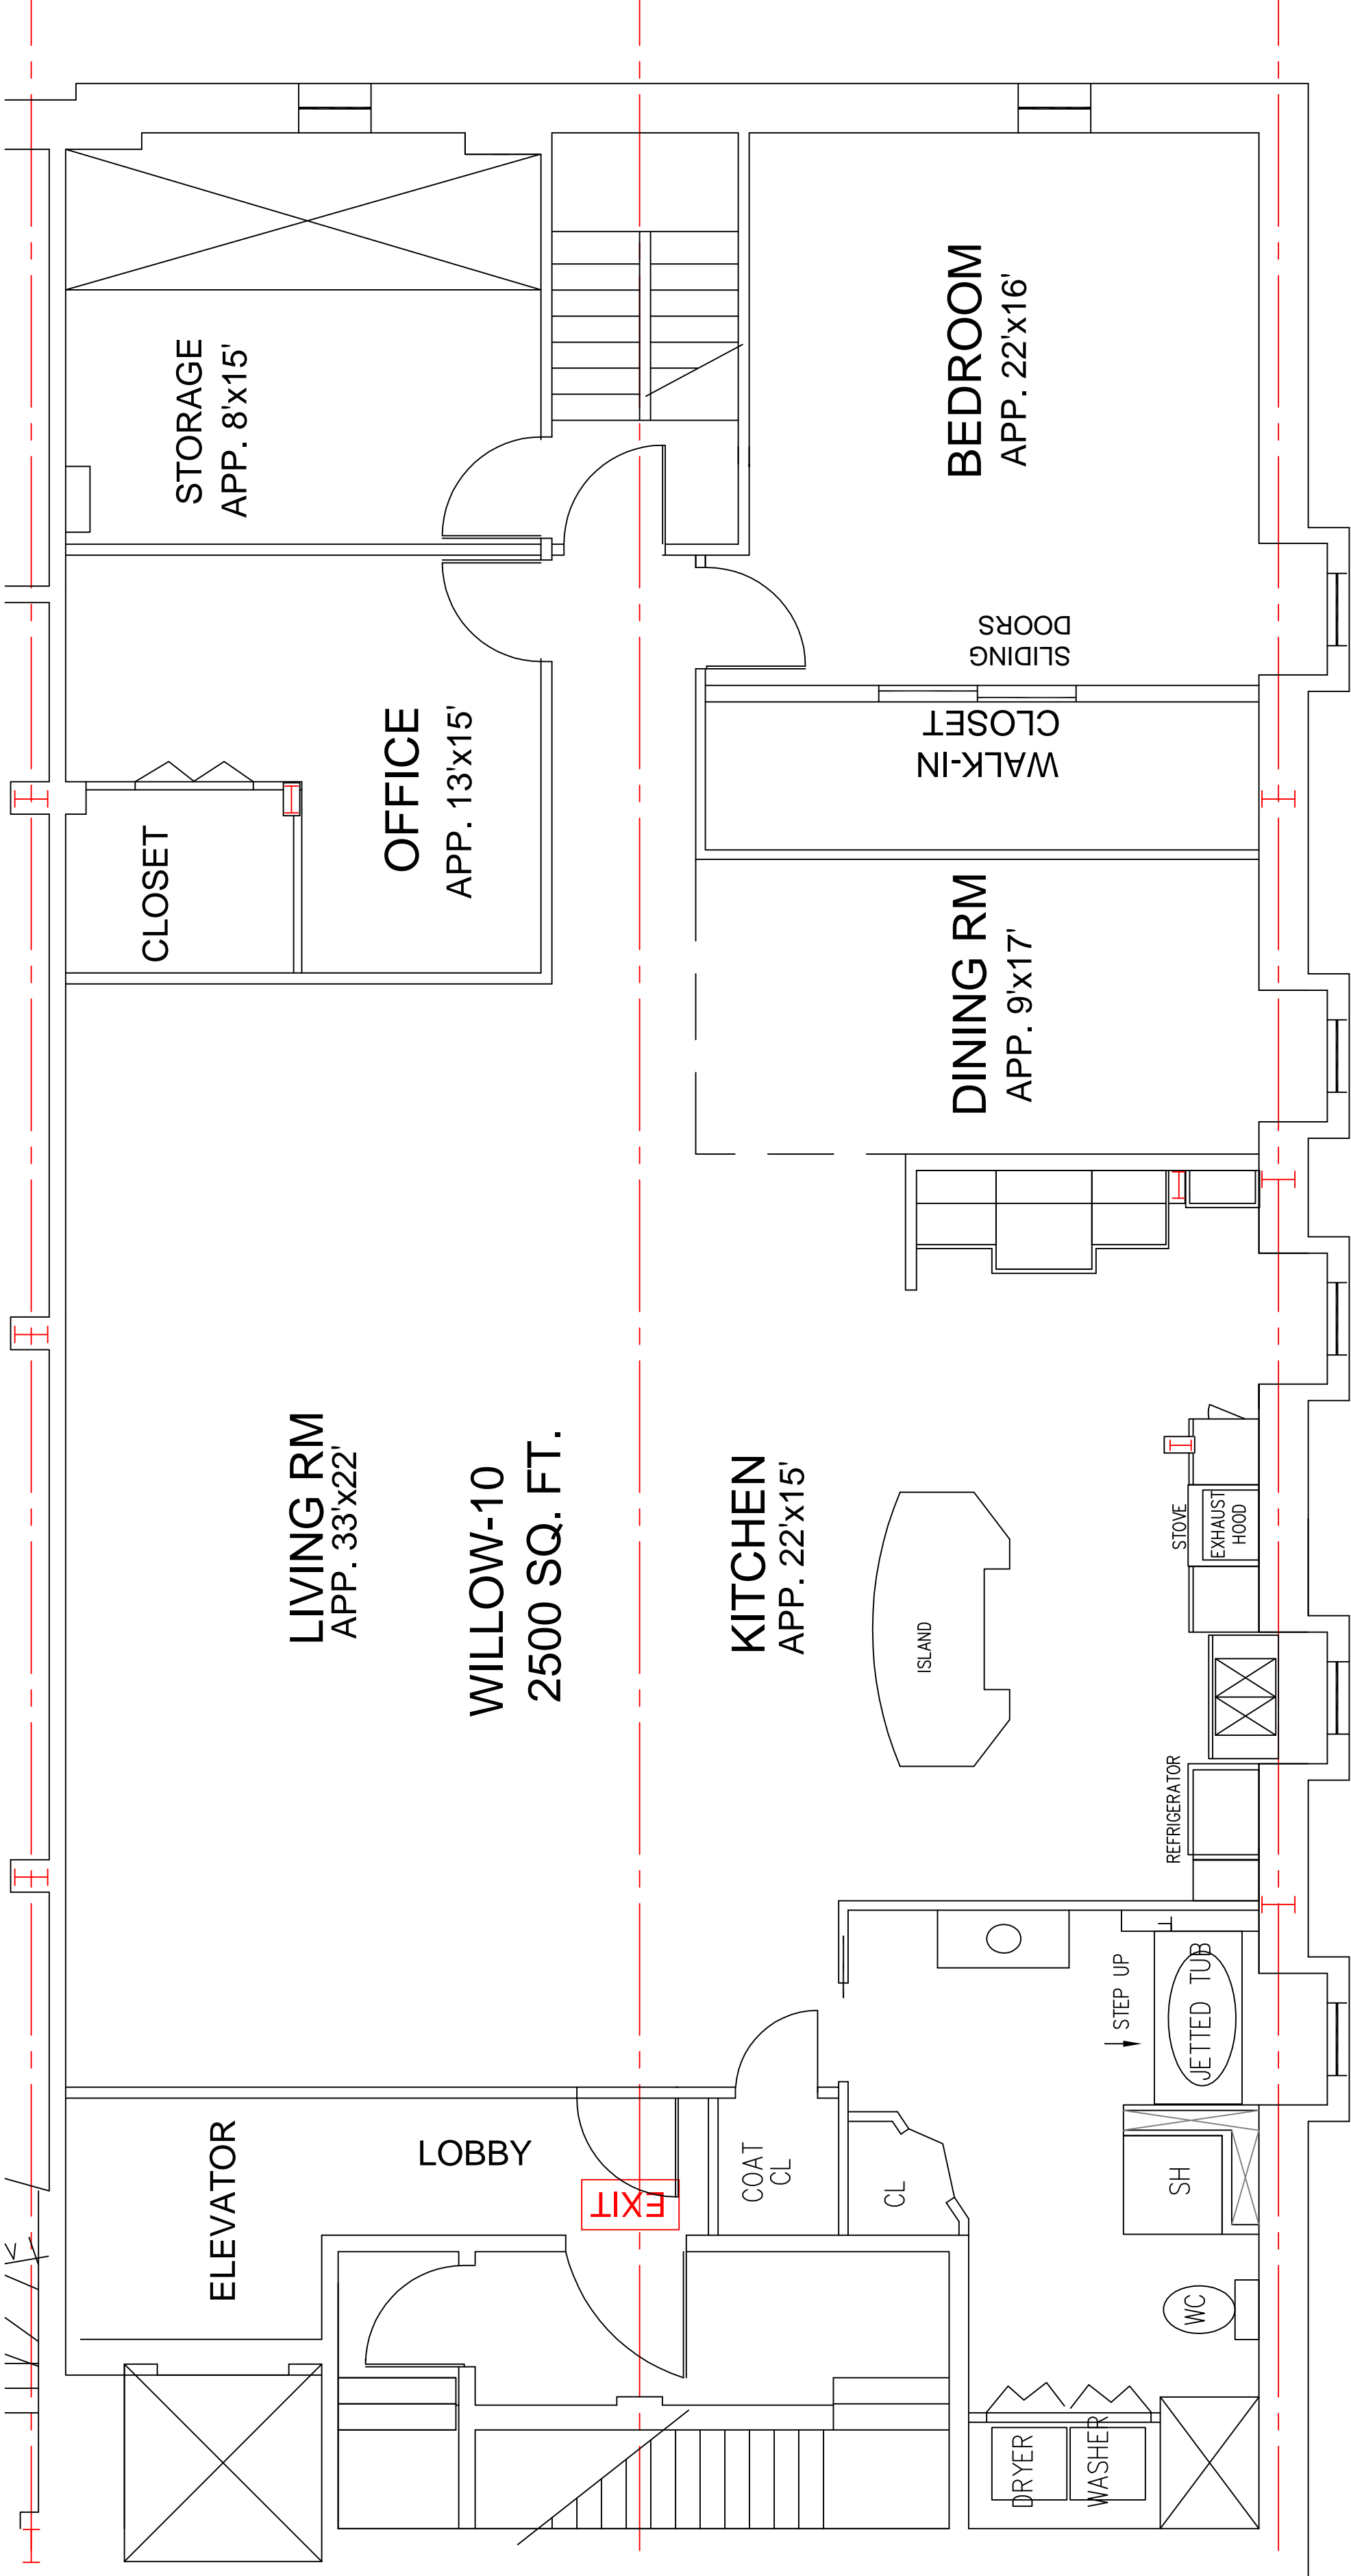 STORAGE
APP. 8'x15'
BEDROOM
APP. 22'x16'
SLIDING
DOORS
WALK-IN
CLOSET
OFFICE
APP. 13'x15'
CLOSET
DINING RM
APP. 9'x17'
LIVING RM
APP. 33'x22'
WILLOW-10
2500 SQ. FT.
KITCHEN
APP. 22'x15'
ISLAND
STOVE
EXHAUST
HOOD
REFRIGERATOR
STEP UP
JETTED TUB
ELEVATOR
LOBBY
EXIT
COAT
CL
CL
SH
WC
DRYER
WASHER